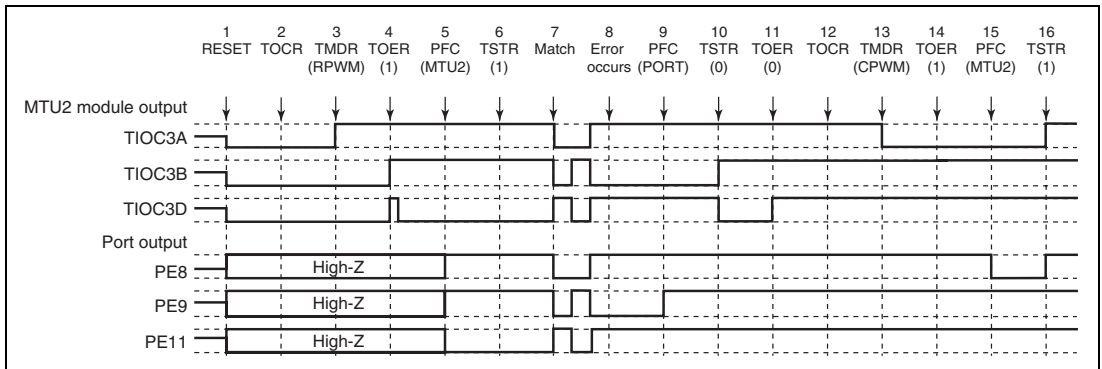 1 2 3 4 5 6 7 8 9 10 11 12 13 14 15 16
RESET TOCR TMDR TOER PFC TSTR Match Error PFC TSTR TOER TOCR TMDR TOER PFC TSTR
(RPWM) (1) (MTU2) (1) occurs (PORT) (0) (0) (CPWM) (1) (MTU2) (1)
MTU2 module output
TIOC3A
TIOC3B
TIOC3D
Port output
PE8 High-Z
PE9 High-Z
PE11 High-Z